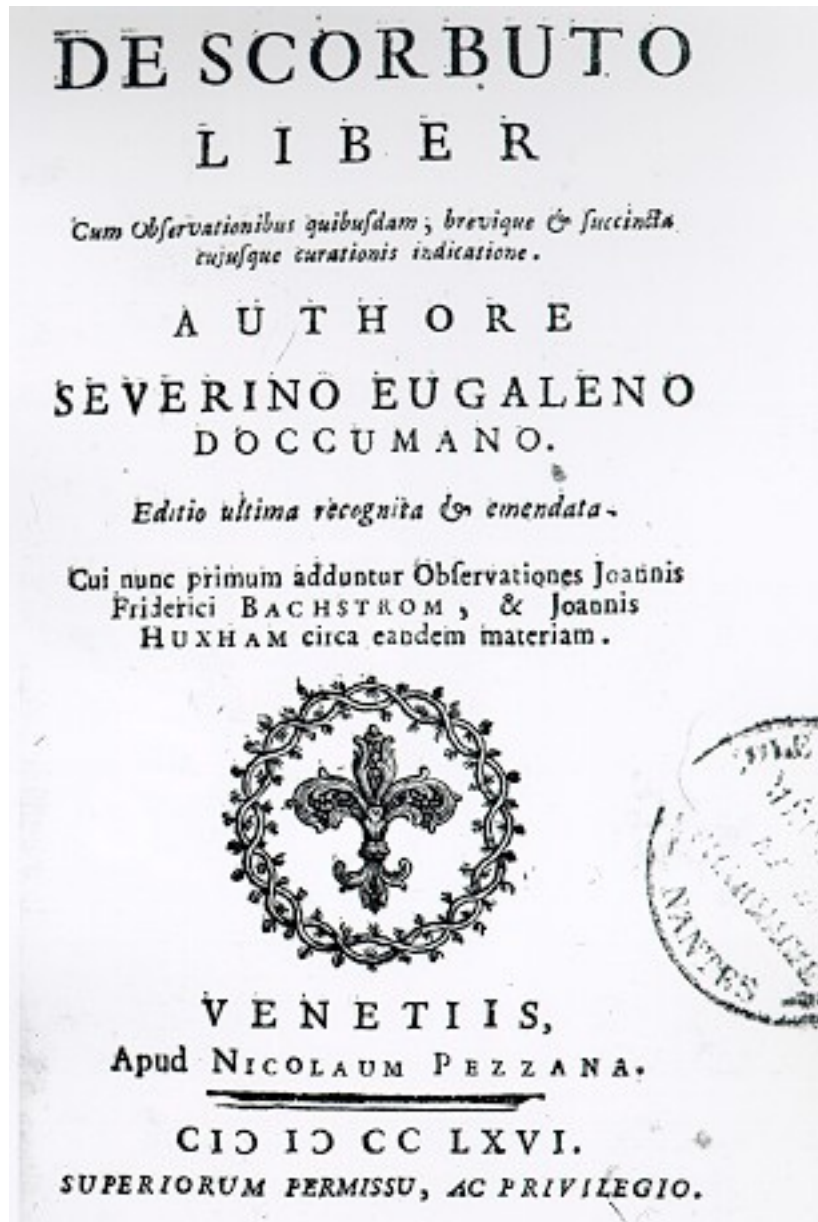 DE SCORBUTO
LIBER
Cum Obſervationibus quibuſdam, brevique & ſuccincta
cujuſque curationis indicatione.
AUTHORE
SEVERINO EUGALENO
DOCCUMANO.
Editio ultima recognita & emendata.
Cui nunc primum adduntur Obſervationes Joannis
Friderici BACHSTROM, & Joannis
HUXHAM circa eandem materiam.
VENETIIS,
Apud NICOLAUM PEZZANA.
CIↃ IↃ CC LXVI.
SUPERIORUM PERMISSU, AC PRIVILEGIO.
NANTES